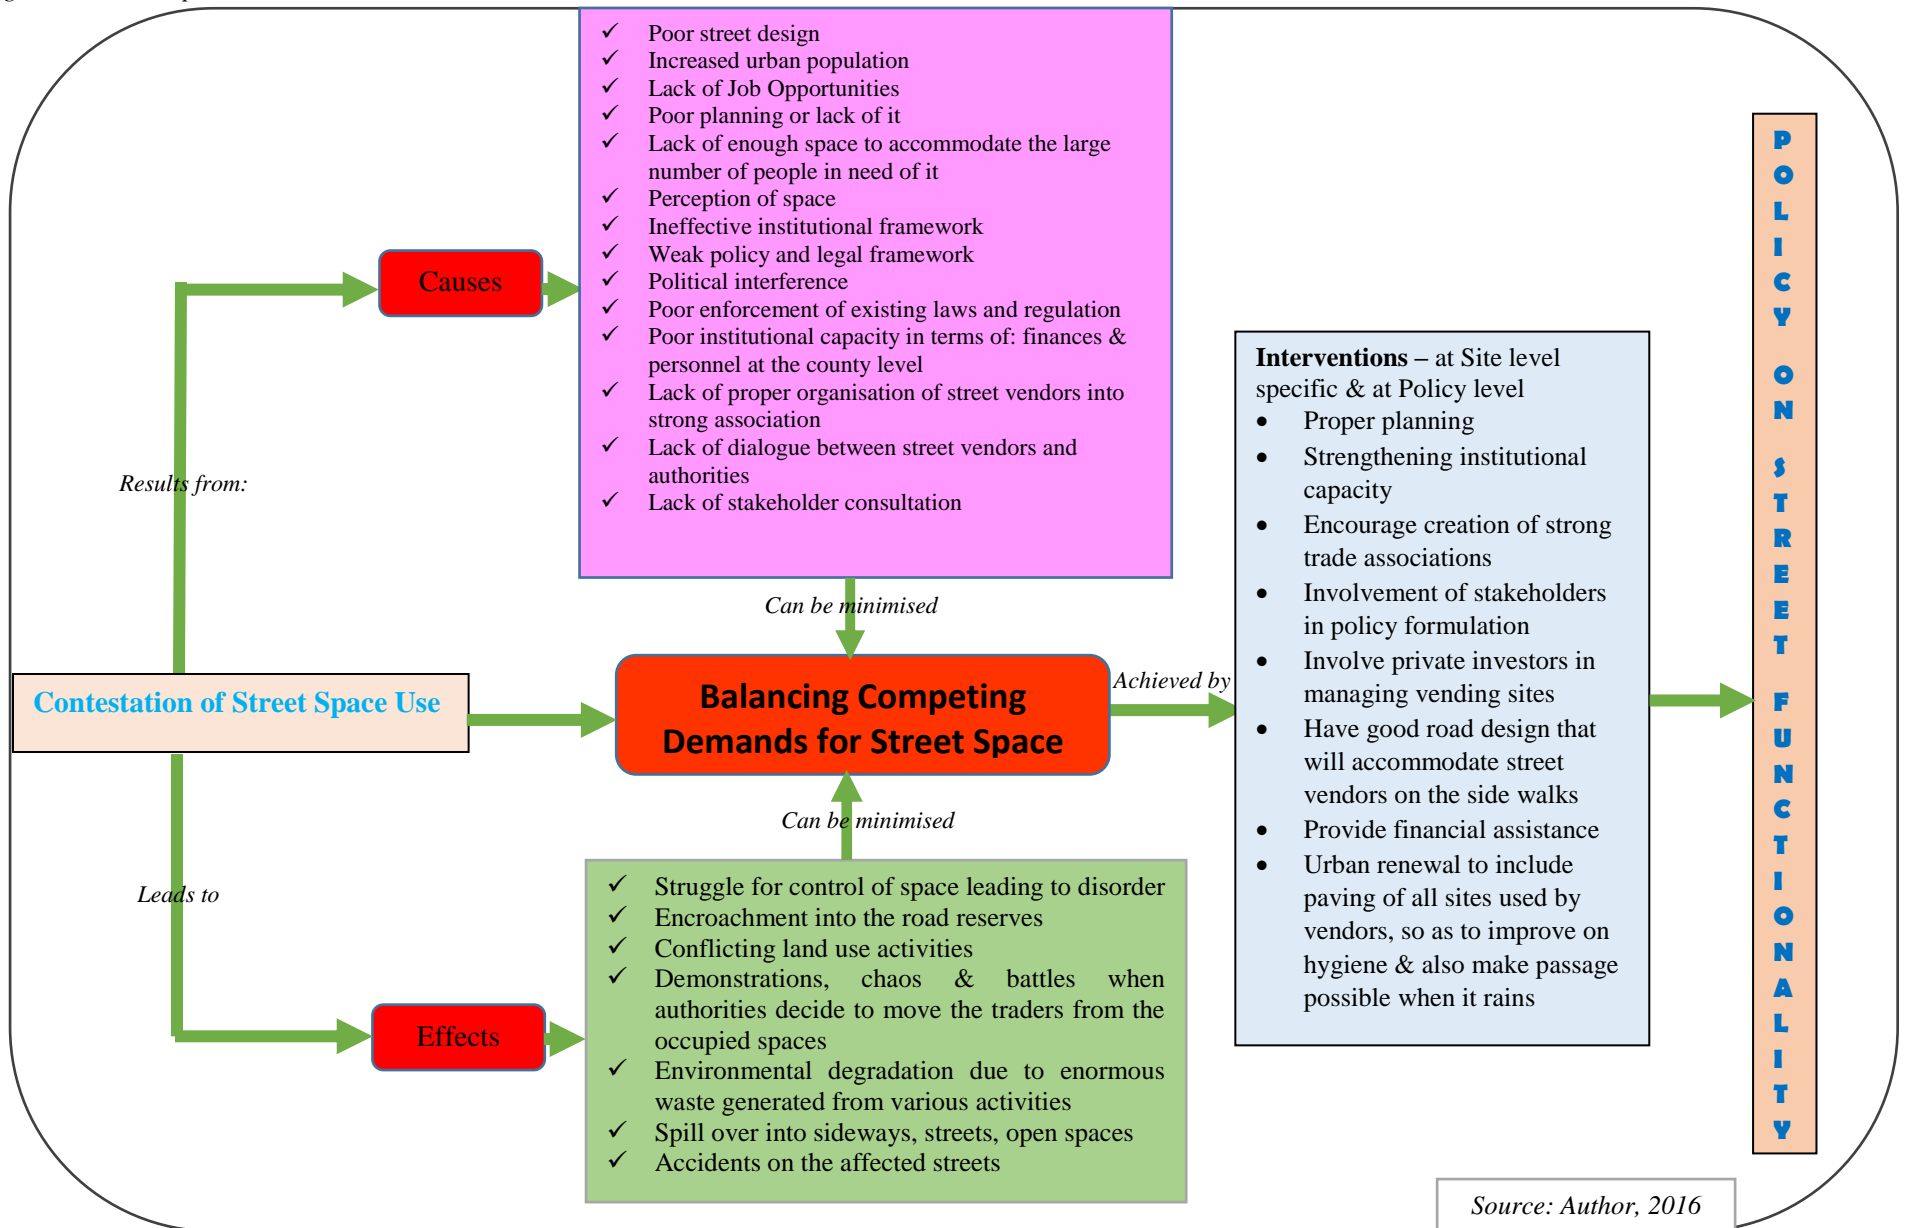 ✓ Poor street design
✓ Increased urban population
✓ Lack of Job Opportunities
✓ Poor planning or lack of it
✓ Lack of enough space to accommodate the large
number of people in need of it
✓ Perception of space
✓ Ineffective institutional framework
✓ Weak policy and legal framework
✓ Political interference
✓ Poor enforcement of existing laws and regulation
✓ Poor institutional capacity in terms of: finances &
personnel at the county level
✓ Lack of proper organisation of street vendors into
strong association
✓ Lack of dialogue between street vendors and
authorities
✓ Lack of stakeholder consultation
Causes
Results from:
Can be minimised
Contestation of Street Space Use
Balancing Competing
Demands for Street Space
Achieved by
Can be minimised
Leads to
Effects
✓ Struggle for control of space leading to disorder
✓ Encroachment into the road reserves
✓ Conflicting land use activities
✓ Demonstrations, chaos & battles when
authorities decide to move the traders from the
occupied spaces
✓ Environmental degradation due to enormous
waste generated from various activities
✓ Spill over into sideways, streets, open spaces
✓ Accidents on the affected streets
Interventions – at Site level
specific & at Policy level
• Proper planning
• Strengthening institutional
capacity
• Encourage creation of strong
trade associations
• Involvement of stakeholders
in policy formulation
• Involve private investors in
managing vending sites
• Have good road design that
will accommodate street
vendors on the side walks
• Provide financial assistance
• Urban renewal to include
paving of all sites used by
vendors, so as to improve on
hygiene & also make passage
possible when it rains
POLICY ON STREET FUNCTIONALITY
Source: Author, 2016